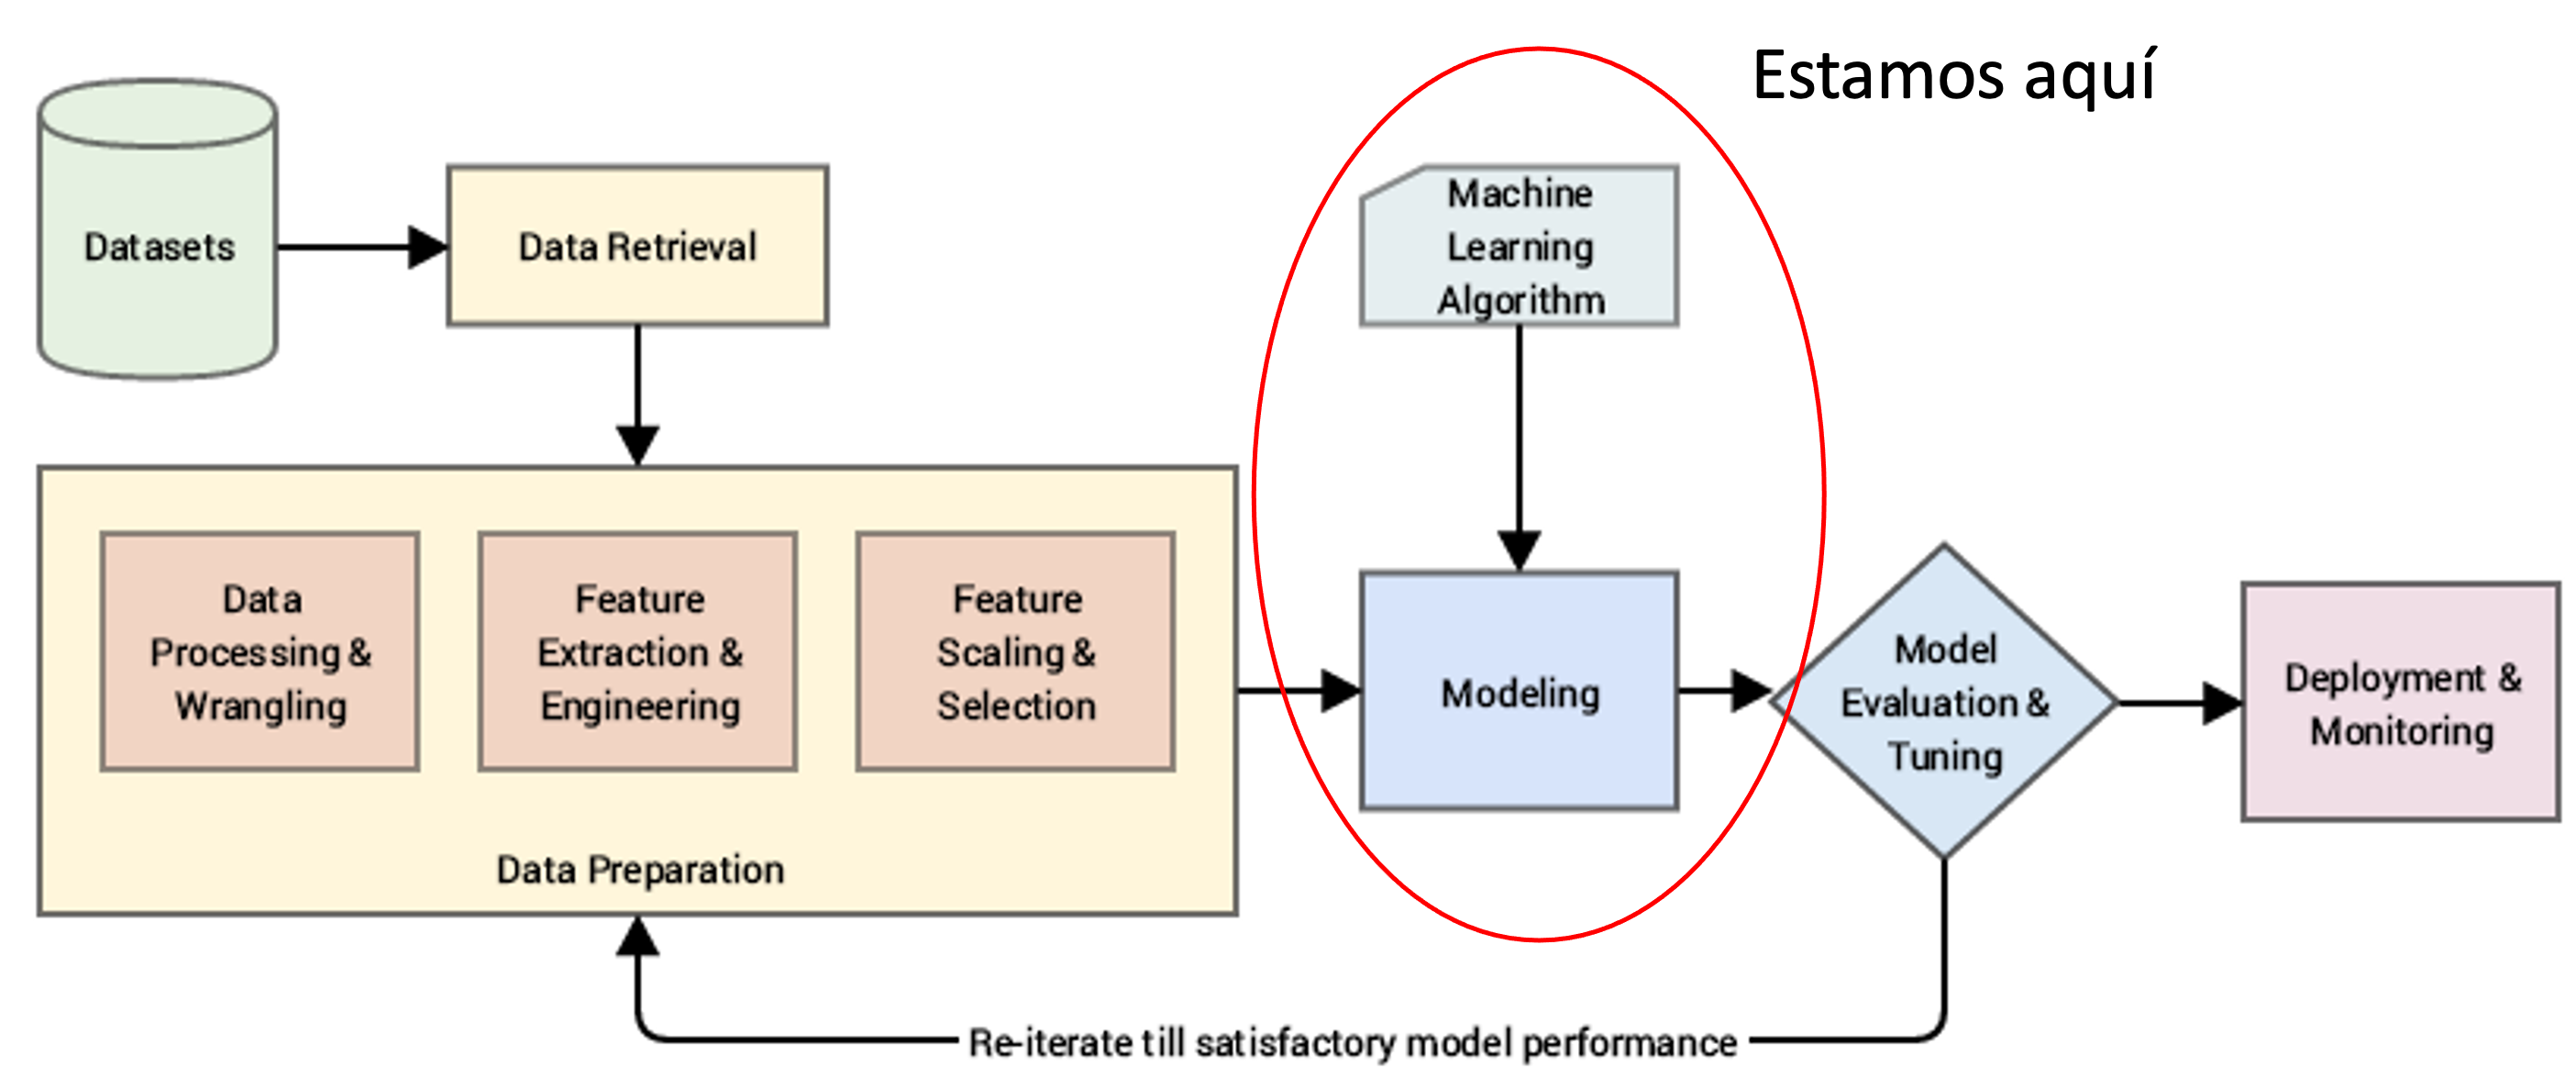 Estamos aquí
Datasets
Data Retrieval
Machine
Learning
Algorithm
Data
Processing &
Wrangling
Feature
Extraction &
Engineering
Feature
Scaling &
Selection
Data Preparation
Modeling
Model
Evaluation &
Tuning
Deployment &
Monitoring
Re-iterate till satisfactory model performance